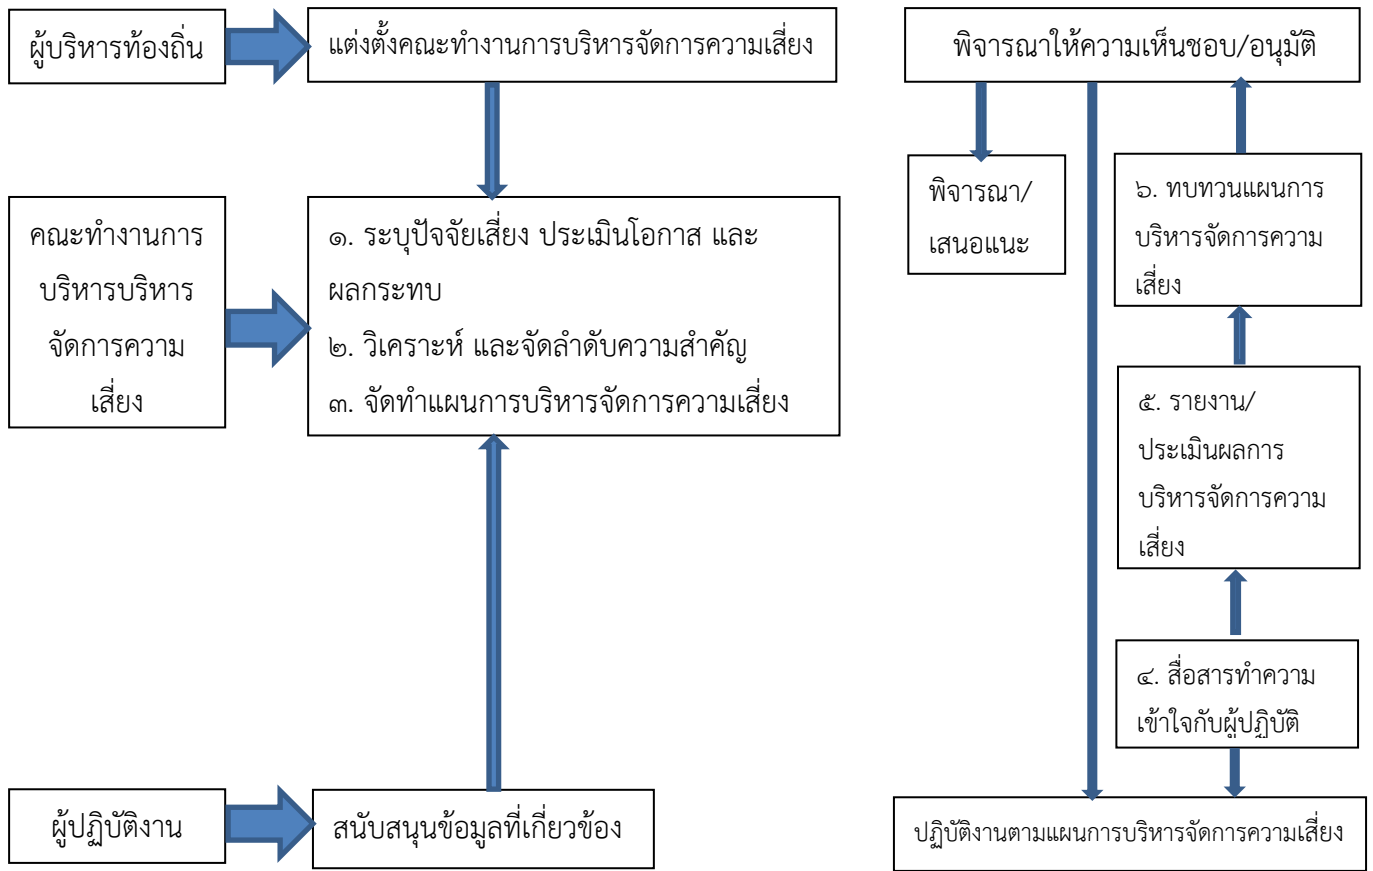 ผู้บริหารท้องถิ่น
แต่งตั้งคณะทำงานการบริหารจัดการความเสี่ยง
พิจารณาให้ความเห็นชอบ/อนุมัติ
คณะทำงานการ
บริหารบริหาร
จัดการความ
เสี่ยง
๑. ระบุปัจจัยเสี่ยง ประเมินโอกาส และ
ผลกระทบ
๒. วิเคราะห์ และจัดลำดับความสำคัญ
๓. จัดทำแผนการบริหารจัดการความเสี่ยง
พิจารณา/
เสนอแนะ
๖. ทบทวนแผนการ
บริหารจัดการความ
เสี่ยง
๕. รายงาน/
ประเมินผลการ
บริหารจัดการความ
เสี่ยง
๔. สื่อสารทำความ
เข้าใจกับผู้ปฏิบัติ
ผู้ปฏิบัติงาน
สนับสนุนข้อมูลที่เกี่ยวข้อง
ปฏิบัติงานตามแผนการบริหารจัดการความเสี่ยง